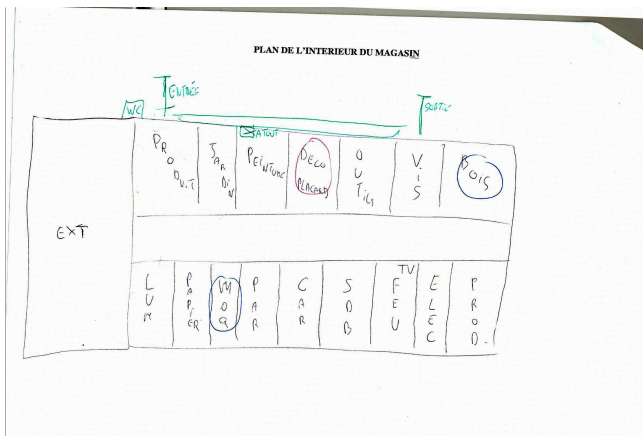 PLAN DE L'INTERIEUR DU MAGASIN
ENTRÉE
WC
SORTIE
ATOUT
PRODUIT
JARDIN
PEINTURE
DECO PLACARD
OUTILS
VIS
BOIS
EXT
LUM
PAPIER
MOQ
PAR
CAR
SDB
TV
FEU
ELEC
PROD.